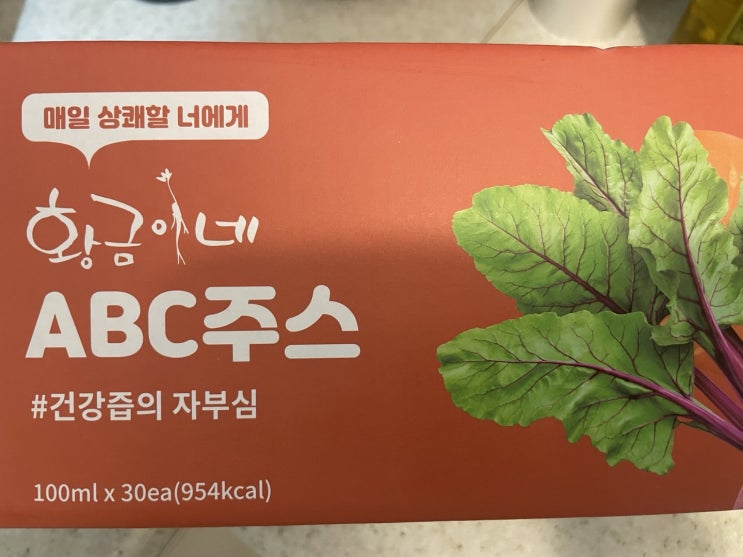 매일 상쾌할 너에게
황금이네
ABC주스
#건강즙의 자부심
100ml x 30ea(954kcal)